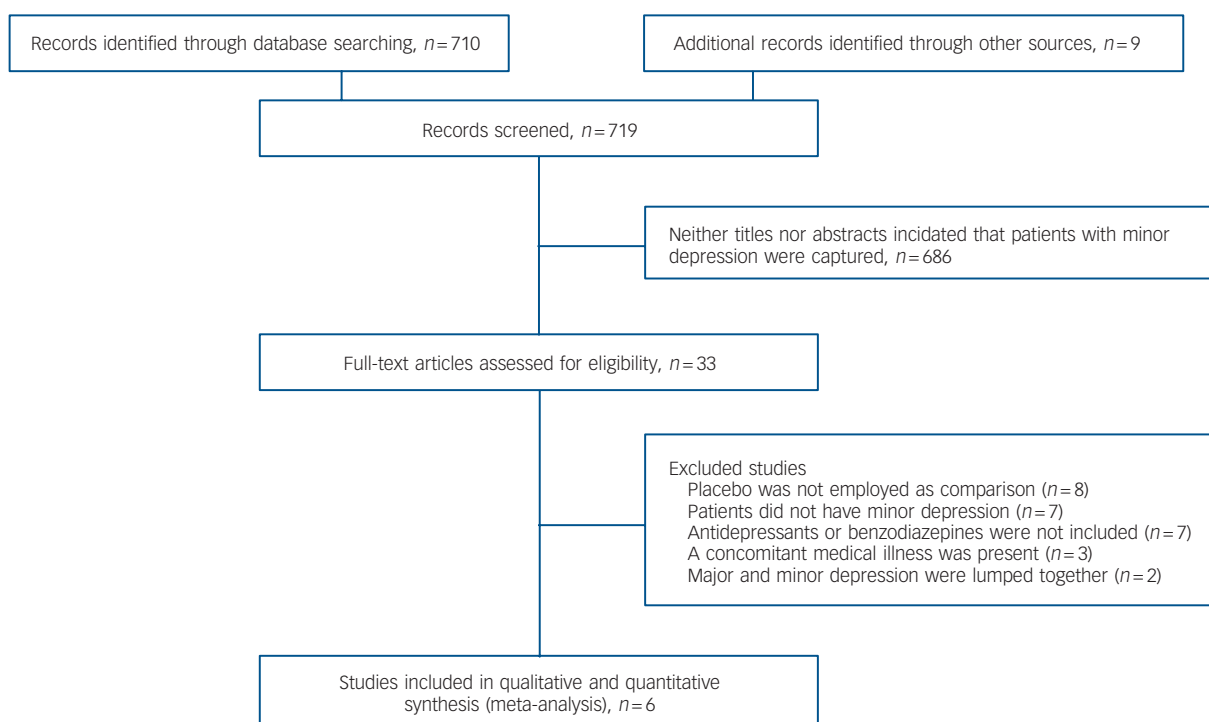 Records identified through database searching, n=710
Additional records identified through other sources, n=9
Records screened, n=719
Neither titles nor abstracts incidated that patients with minor
depression were captured, n=686
Full-text articles assessed for eligibility, n=33
Excluded studies
Placebo was not employed as comparison (n=8)
Patients did not have minor depression (n=7)
Antidepressants or benzodiazepines were not included (n=7)
A concomitant medical illness was present (n=3)
Major and minor depression were lumped together (n=2)
Studies included in qualitative and quantitative
synthesis (meta-analysis), n=6